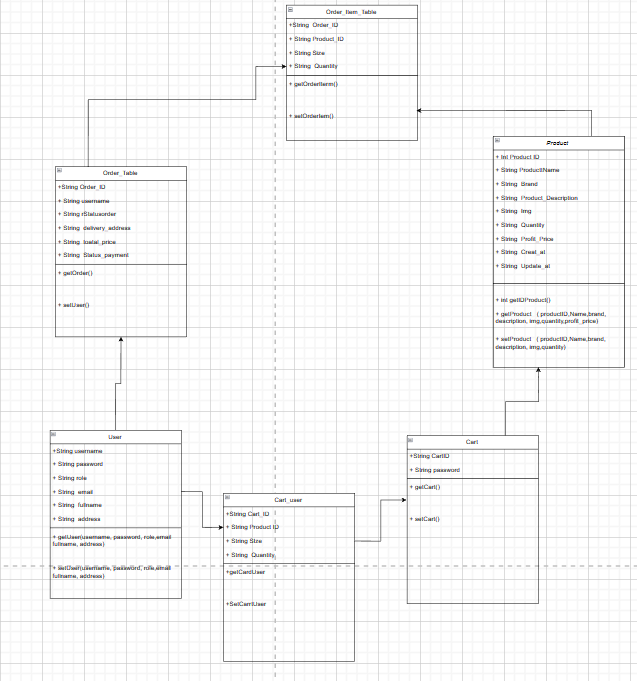 Order_Item_Table
+String Order_ID
+ String Product_ID
+ String Size
+ String Quantity
+ getOrderIterm()
+ setOrderItem()
Product
+ Int Product ID
+ String ProductName
+ String Brand
+ String Product_Description
+ String Img
+ String Quantity
+ String Profit_Price
+ String Creat_at
+ String Update_at
+ int getIDProduct()
+ getProduct ( productID,Name,brand,
description, img,quantity,profit_price)
+ setProduct ( productID,Name,brand,
description, img,quantity)
Order_Table
+String Order_ID
+ String username
+ String rStatusorder
+ String delivery_address
+ String toatal_price
+ String Status_payment
+ getOrder()
+ setUser()
User
+String username
+ String password
+ String role
+ String email
+ String fullname
+ String address
+ getUser(username, password, role,email
fullname, address)
+ setUser(username, password, role,email
fullname, address)
Cart_user
+String Cart_ID
+ String Product ID
+ String Size
+ String Quantity
+getCardUser
+SetCarrtUser
Cart
+String CartID
+ String password
+ getCart()
+ setCart()